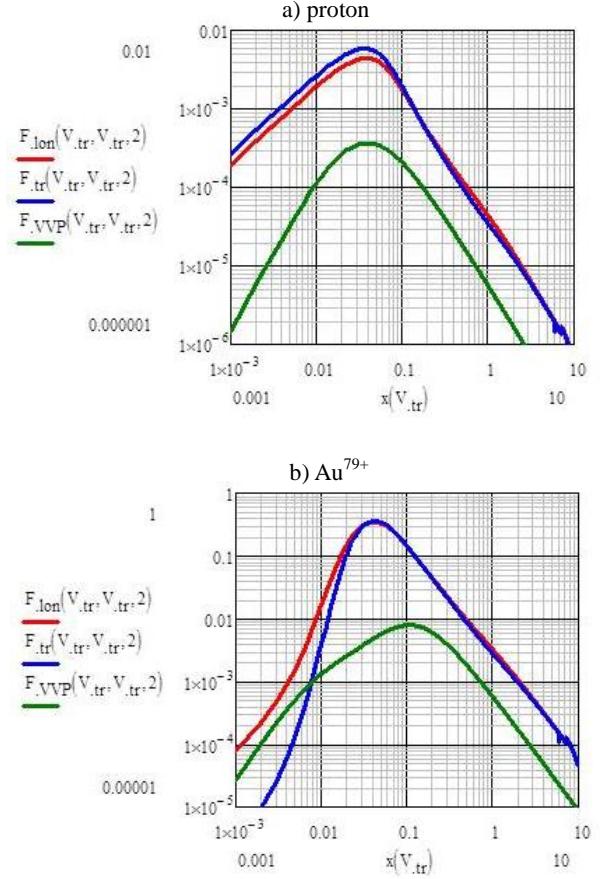 a) proton
0.01
0.01
1×10⁻³
F.lon(V.tr,V.tr,2)
F.tr(V.tr,V.tr,2)
1×10⁻⁴
F.VVP(V.tr,V.tr,2)
1×10⁻⁵
0.000001
1×10⁻⁶
1×10⁻³ 0.01 0.1 1 10
0.001 x(V.tr) 10
b) Au⁷⁹⁺
1
1
0.1
F.lon(V.tr,V.tr,2)
0.01
F.tr(V.tr,V.tr,2)
F.VVP(V.tr,V.tr,2)
1×10⁻³
1×10⁻⁴
0.00001
1×10⁻⁵
1×10⁻³ 0.01 0.1 1 10
0.001 x(V.tr) 10